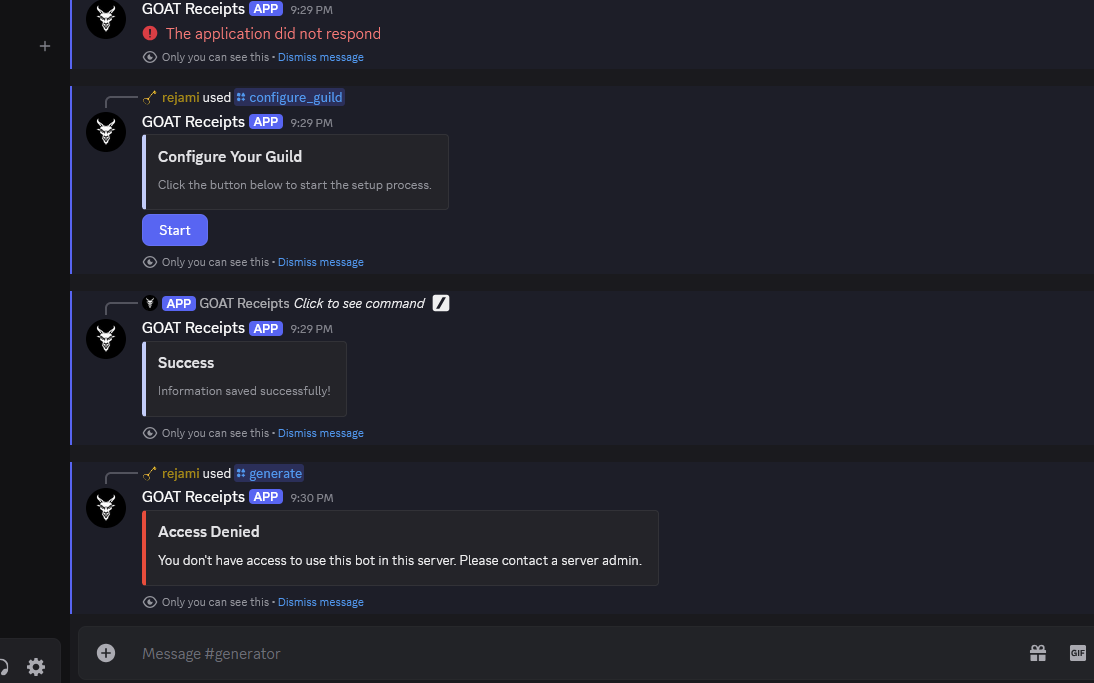 GOAT Receipts APP 9:29 PM
The application did not respond
Only you can see this • Dismiss message
rejami used configure_guild
GOAT Receipts APP 9:29 PM
Configure Your Guild
Click the button below to start the setup process.
Start
Only you can see this • Dismiss message
APP GOAT Receipts Click to see command
GOAT Receipts APP 9:29 PM
Success
Information saved successfully!
Only you can see this • Dismiss message
rejami used generate
GOAT Receipts APP 9:30 PM
Access Denied
You don't have access to use this bot in this server. Please contact a server admin.
Only you can see this • Dismiss message
Message #generator
GIF